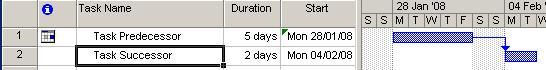 Task Name Duration Start 28 Jan '08 04 Feb '0
S S M T W T F S S M T W
1 Task Predecessor 5 days Mon 28/01/08
2 Task Successor 2 days Mon 04/02/08